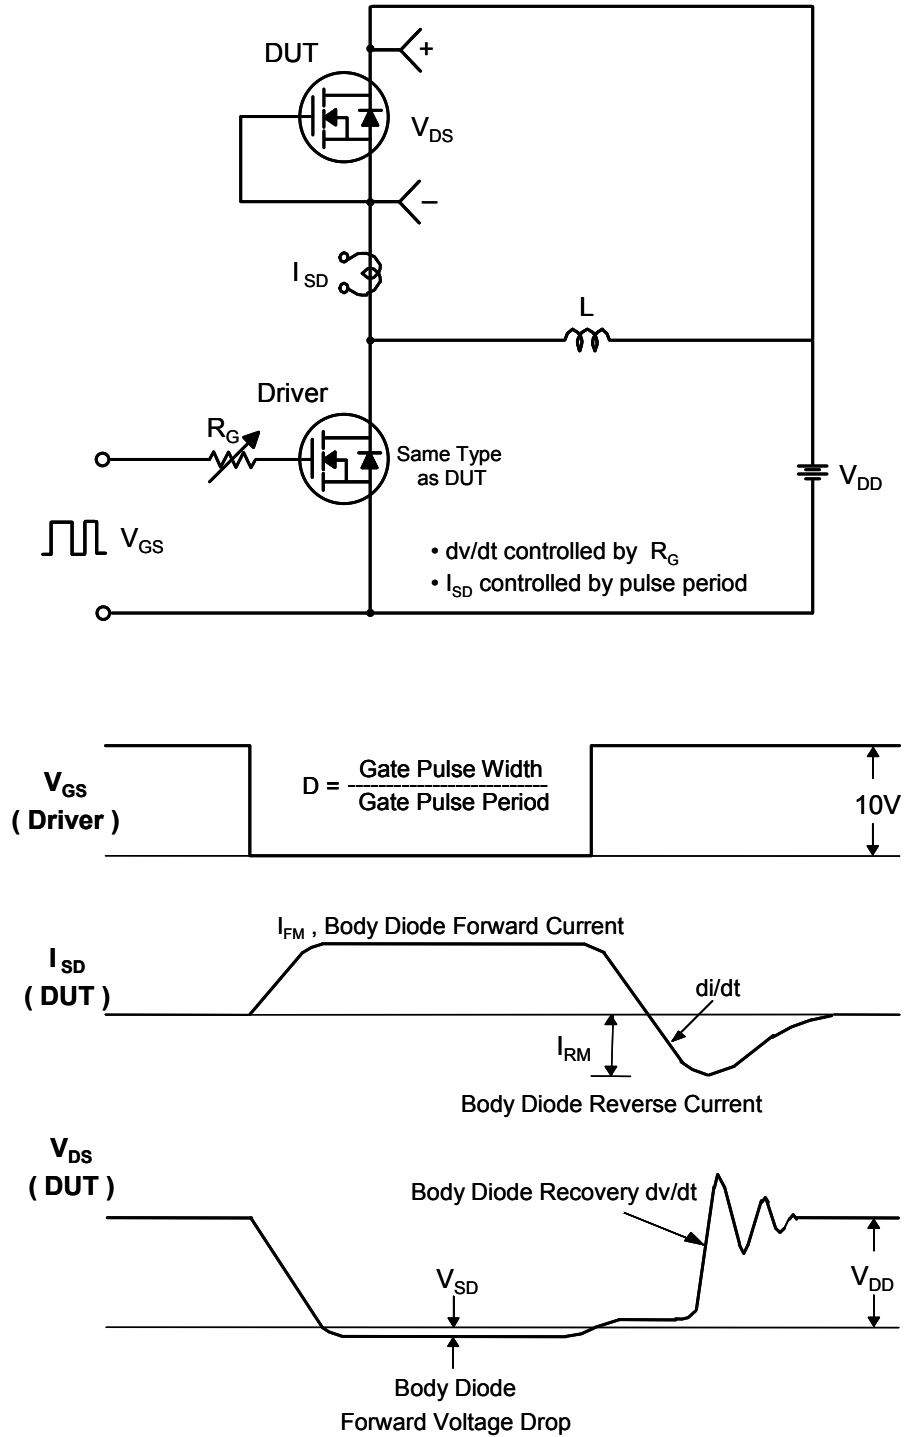 DUT
+
V_DS
−
I_SD
L
Driver
R_G
Same Type
as DUT
V_DD
V_GS
• dv/dt controlled by R_G
• I_SD controlled by pulse period
V_GS
( Driver )
D = Gate Pulse Width
--------------------------
Gate Pulse Period
10V
I_FM , Body Diode Forward Current
I_SD
( DUT )
di/dt
I_RM
Body Diode Reverse Current
V_DS
( DUT )
Body Diode Recovery dv/dt
V_SD
V_DD
Body Diode
Forward Voltage Drop